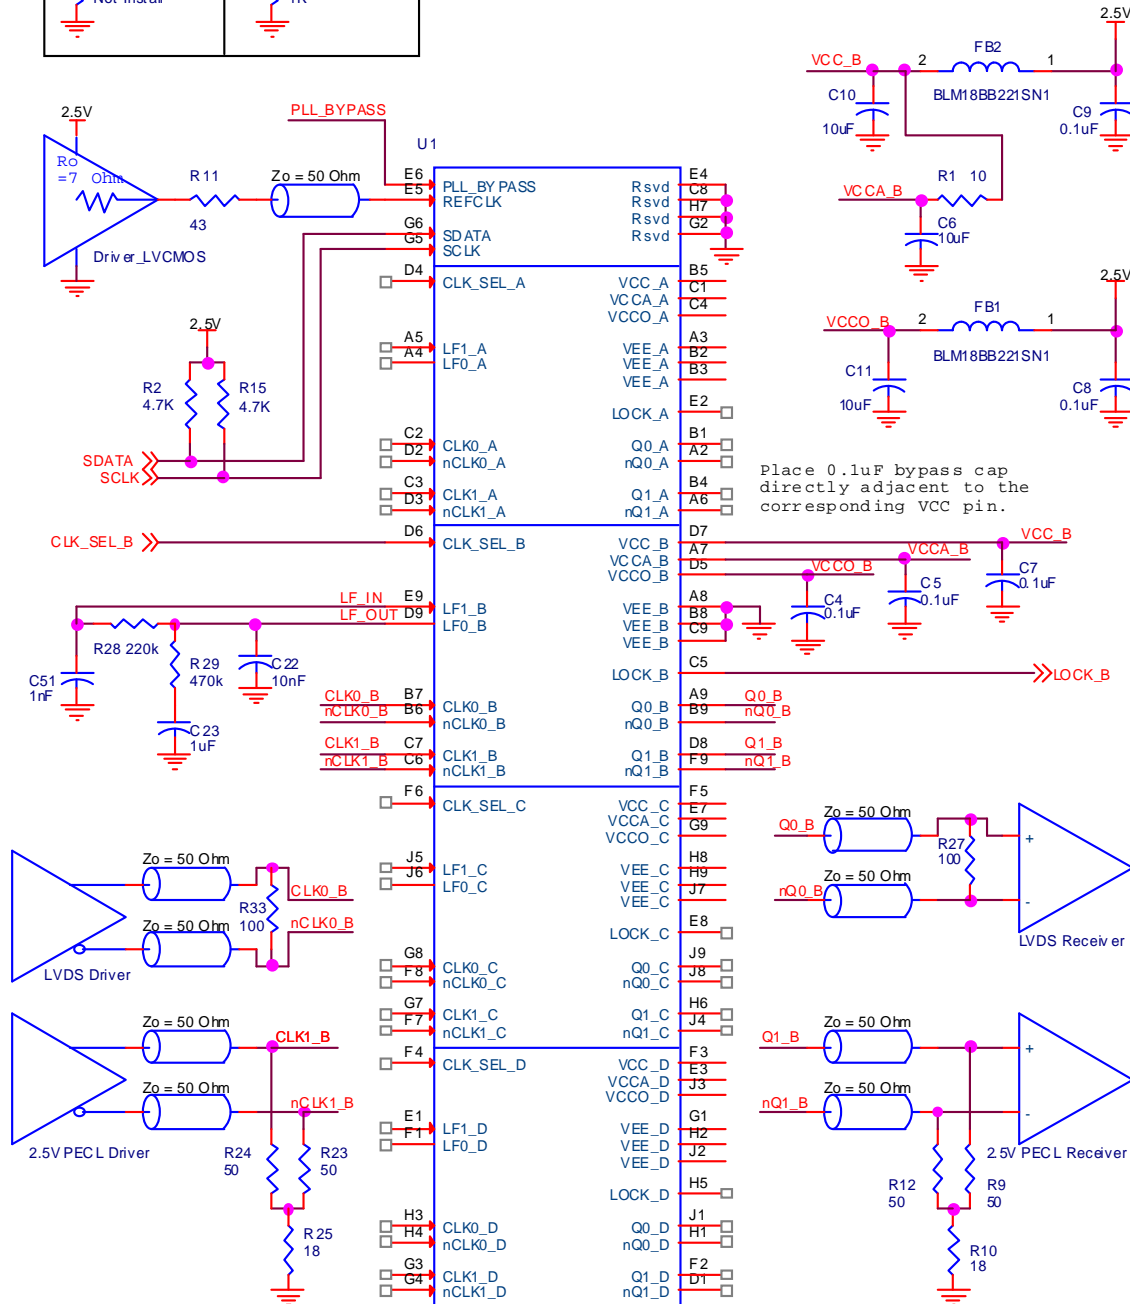 Not Install
1K
2.5V
FB2
VCC_B
2
1
BLM18BB221SN1
C10
10uF
C9
0.1uF
VCCA_B
R1 10
C6
10uF
2.5V
FB1
VCCO_B
2
1
BLM18BB221SN1
C11
10uF
C8
0.1uF
PLL_BYPASS
2.5V
Ro
=7 Ohm
R11
43
Zo = 50 Ohm
Driver_LVCMOS
U1
E6
PLL_BYPASS
E5
REFCLK
G6
SDATA
G5
SCLK
E4
Rsvd
C8
Rsvd
H7
Rsvd
G2
Rsvd
D4
CLK_SEL_A
B5
VCC_A
C1
VCCA_A
C4
VCCO_A
A5
LF1_A
A4
LF0_A
A3
VEE_A
B2
VEE_A
B3
VEE_A
E2
LOCK_A
2.5V
R2
4.7K
R15
4.7K
SDATA
SCLK
C2
CLK0_A
D2
nCLK0_A
B1
Q0_A
A2
nQ0_A
C3
CLK1_A
D3
nCLK1_A
B4
Q1_A
A6
nQ1_A
Place 0.1uF bypass cap
directly adjacent to the
corresponding VCC pin.
CLK_SEL_B
D6
CLK_SEL_B
D7
VCC_B
VCC_B
A7
VCCA_B
VCCA_B
D5
VCCO_B
VCCO_B
C7
0.1uF
C5
0.1uF
C4
0.1uF
LF_IN
E9
LF1_B
LF_OUT
D9
LF0_B
A8
VEE_B
B8
VEE_B
C9
VEE_B
R28 220k
C51
1nF
R29
470k
C22
10nF
C23
1uF
C5
LOCK_B
LOCK_B
CLK0_B
B7
CLK0_B
nCLK0_B
B6
nCLK0_B
A9
Q0_B
Q0_B
B9
nQ0_B
nQ0_B
CLK1_B
C7
CLK1_B
nCLK1_B
C6
nCLK1_B
D8
Q1_B
Q1_B
F9
nQ1_B
nQ1_B
F6
CLK_SEL_C
F5
VCC_C
E7
VCCA_C
G9
VCCO_C
J5
LF1_C
J6
LF0_C
H8
VEE_C
H9
VEE_C
J7
VEE_C
E8
LOCK_C
G8
CLK0_C
F8
nCLK0_C
J9
Q0_C
J8
nQ0_C
G7
CLK1_C
F7
nCLK1_C
H6
Q1_C
J4
nQ1_C
Zo = 50 Ohm
CLK0_B
R33
100
nCLK0_B
Zo = 50 Ohm
LVDS Driver
Zo = 50 Ohm
Q0_B
R27
100
Zo = 50 Ohm
nQ0_B
+
-
LVDS Receiver
Zo = 50 Ohm
CLK1_B
Zo = 50 Ohm
nCLK1_B
2.5V PECL Driver
R24
50
R23
50
R25
18
F4
CLK_SEL_D
F3
VCC_D
E3
VCCA_D
J3
VCCO_D
E1
LF1_D
F1
LF0_D
G1
VEE_D
H2
VEE_D
J2
VEE_D
H5
LOCK_D
H3
CLK0_D
H4
nCLK0_D
J1
Q0_D
H1
nQ0_D
G3
CLK1_D
G4
nCLK1_D
F2
Q1_D
D1
nQ1_D
Zo = 50 Ohm
Q1_B
Zo = 50 Ohm
nQ1_B
+
-
2.5V PECL Receiver
R12
50
R9
50
R10
18